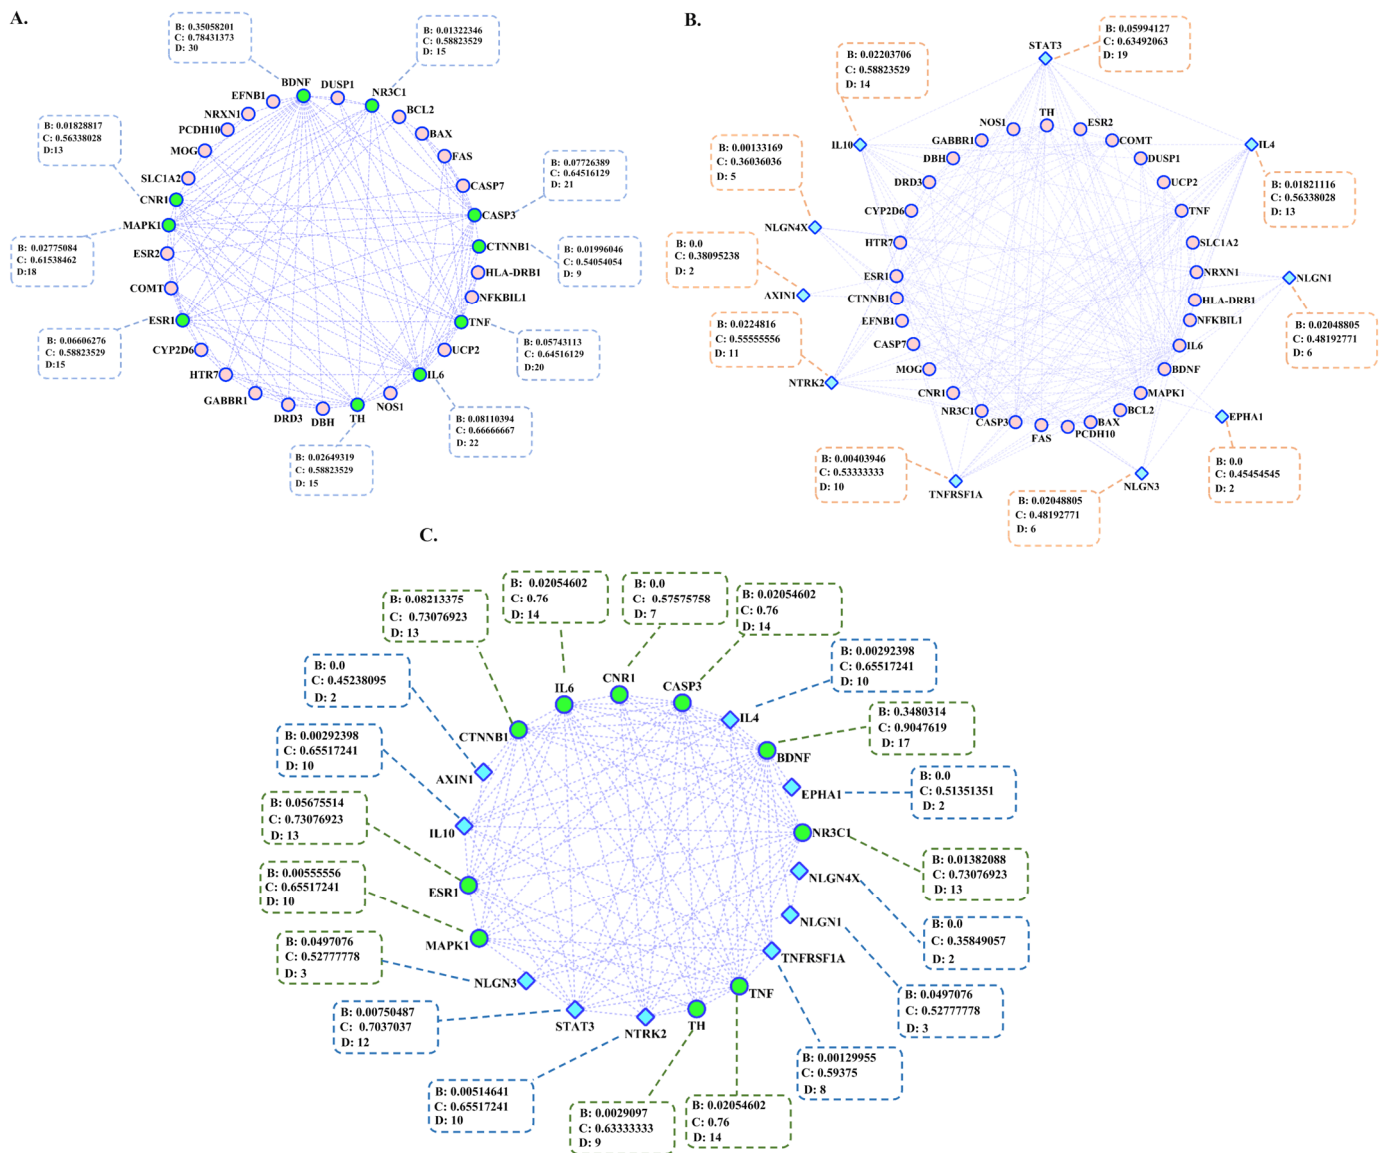 A.
B: 0.35058201
C: 0.78431373
D: 30
B: 0.01322346
C: 0.58823529
D: 15
BDNF
DUSP1
NR3C1
EFNB1
BCL2
NRXN1
BAX
PCDH10
FAS
MOG
CASP7
SLC1A2
CASP3
CNR1
CTNNB1
MAPK1
HLA-DRB1
ESR2
NFKBIL1
COMT
TNF
ESR1
UCP2
CYP2D6
IL6
HTR7
NOS1
GABBR1
TH
DRD3
DBH
B: 0.01828817
C: 0.56338028
D:13
B: 0.07726389
C: 0.64516129
D: 21
B: 0.02775084
C: 0.61538462
D:18
B: 0.01996046
C: 0.54054054
D: 9
B: 0.06606276
C: 0.58823529
D:15
B: 0.05743113
C: 0.64516129
D:20
B: 0.08110394
C: 0.66666667
D: 22
B: 0.02649319
C: 0.58823529
D: 15
B.
STAT3
B: 0.05994127
C: 0.63492063
D: 19
B: 0.02203706
C: 0.58823529
D: 14
IL10
IL4
B: 0.00133169
C: 0.36036036
D: 5
B: 0.01821116
C: 0.56338028
D: 13
NLGN4X
B: 0.0
C: 0.38095238
D: 2
AXIN1
NLGN1
B: 0.02048805
C: 0.48192771
D: 6
B: 0.0224816
C: 0.55555556
D: 11
NTRK2
EPHA1
B: 0.0
C: 0.45454545
D: 2
B: 0.00403946
C: 0.53333333
D: 10
TNFRSF1A
NLGN3
B: 0.02048805
C: 0.48192771
D: 6
TH
NOS1
ESR2
GABBR1
COMT
DBH
DUSP1
DRD3
UCP2
CYP2D6
TNF
HTR7
SLC1A2
ESR1
NRXN1
CTNNB1
HLA-DRB1
EFNB1
NFKBIL1
CASP7
IL6
MOG
BDNF
CNR1
MAPK1
NR3C1
BCL2
CASP3
BAX
FAS
PCDH10
C.
B: 0.08213375
C: 0.73076923
D: 13
B: 0.02054602
C: 0.76
D: 14
B: 0.0
C: 0.57575758
D: 7
B: 0.02054602
C: 0.76
D: 14
B: 0.0
C: 0.45238095
D: 2
B: 0.00292398
C: 0.65517241
D: 10
IL6
CNR1
CASP3
IL4
CTNNB1
BDNF
B: 0.3480314
C: 0.9047619
D: 17
B: 0.00292398
C: 0.65517241
D: 10
AXIN1
EPHA1
B: 0.0
C: 0.51351351
D: 2
B: 0.05675514
C: 0.73076923
D: 13
IL10
NR3C1
B: 0.01382088
C: 0.73076923
D: 13
B: 0.00555556
C: 0.65517241
D: 10
ESR1
NLGN4X
B: 0.0
C: 0.35849057
D: 2
MAPK1
NLGN1
B: 0.0497076
C: 0.52777778
D: 3
NLGN3
TNFRSF1A
B: 0.0497076
C: 0.52777778
D: 3
B: 0.00750487
C: 0.7037037
D: 12
STAT3
NTRK2
TH
TNF
B: 0.00129955
C: 0.59375
D: 8
B: 0.00514641
C: 0.65517241
D: 10
B: 0.0029097
C: 0.63333333
D: 9
B: 0.02054602
C: 0.76
D: 14